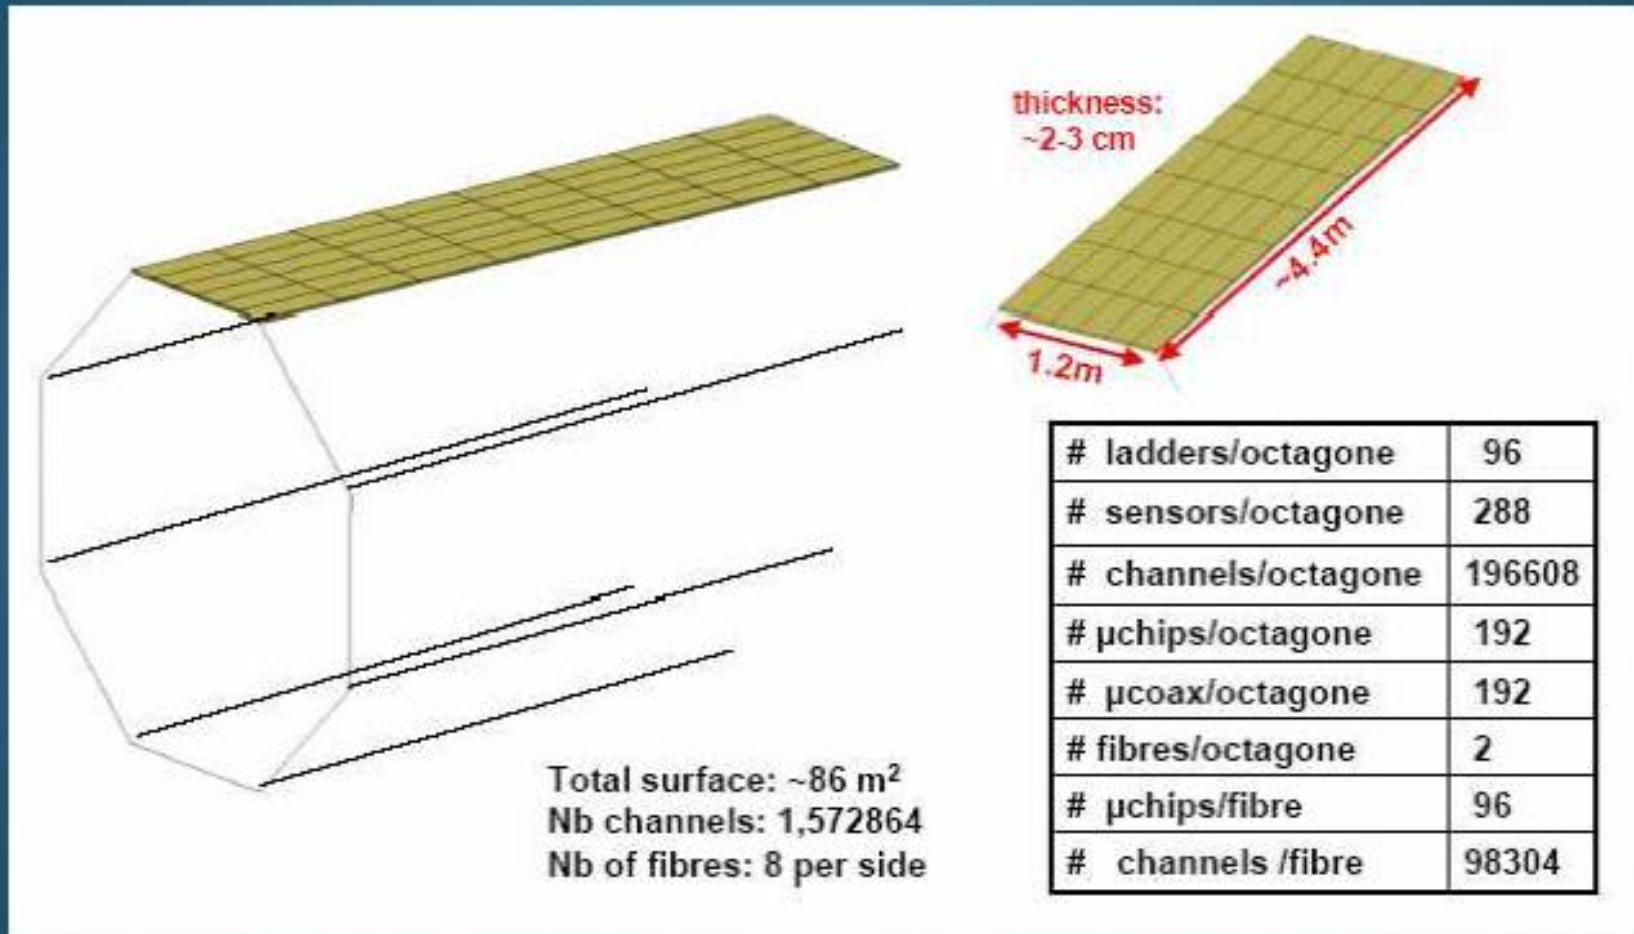 thickness:
~2-3 cm
~4.4m
1.2m
# ladders/octagone 96
# sensors/octagone 288
# channels/octagone 196608
# µchips/octagone 192
# µcoax/octagone 192
# fibres/octagone 2
# µchips/fibre 96
# channels /fibre 98304
Total surface: ~86 m²
Nb channels: 1,572864
Nb of fibres: 8 per side